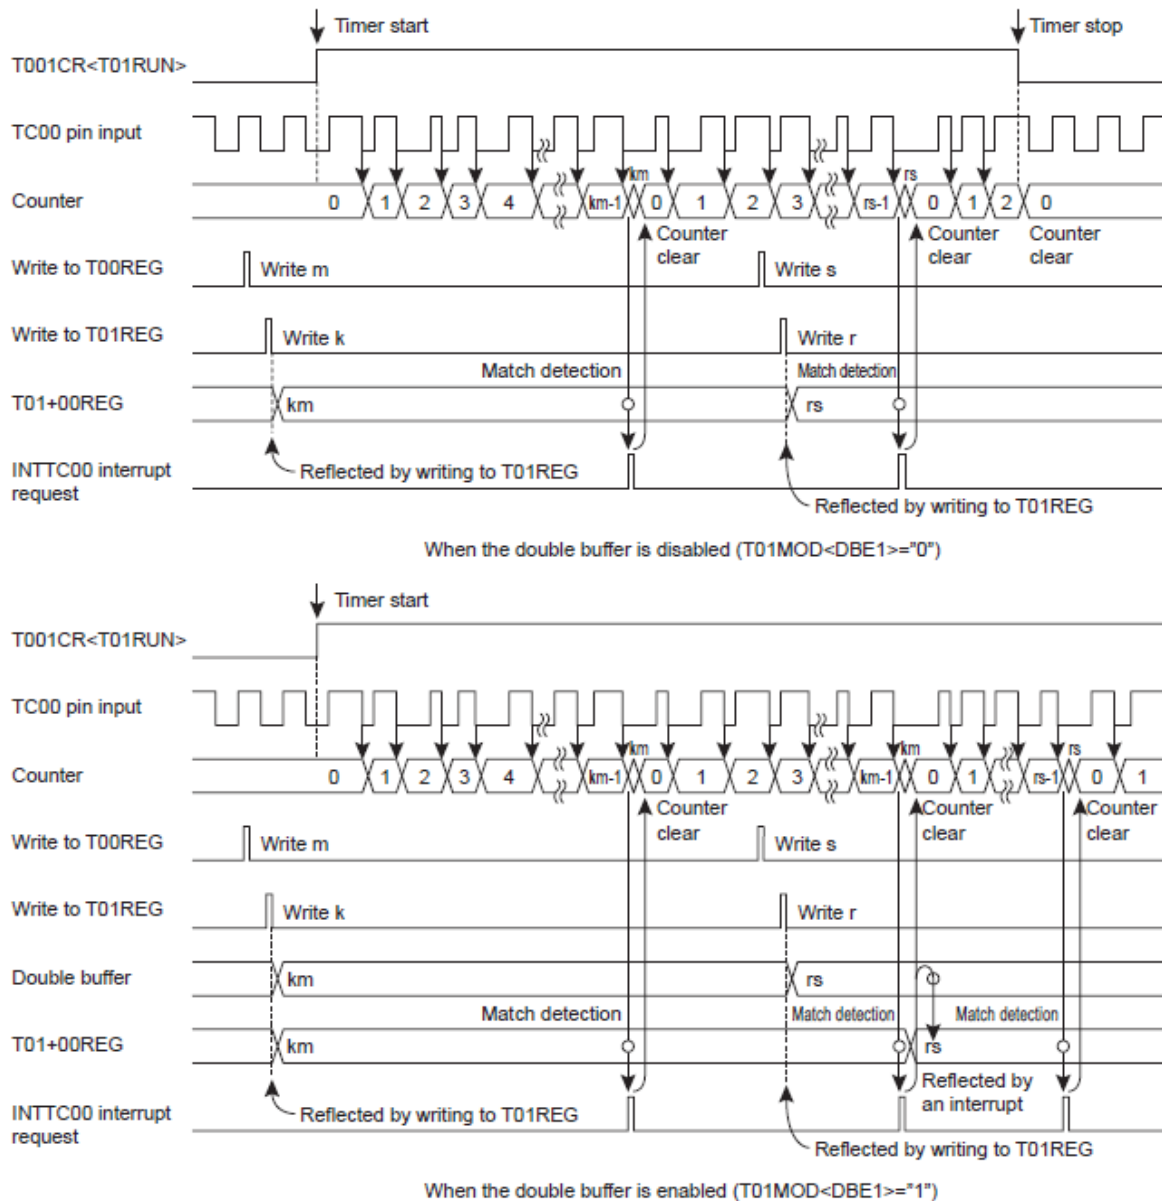 Timer start
Timer stop
T001CR<T01RUN>
TC00 pin input
km
rs
Counter
0 1 2 3 4 km-1 0 1 2 3 rs-1 0 1 2 0
Counter clear
Counter clear
Counter clear
Write to T00REG
Write m
Write s
Write to T01REG
Write k
Write r
Match detection
Match detection
T01+00REG
km
rs
INTTC00 interrupt request
Reflected by writing to T01REG
Reflected by writing to T01REG
When the double buffer is disabled (T01MOD<DBE1>="0")
Timer start
T001CR<T01RUN>
TC00 pin input
km
km
rs
Counter
0 1 2 3 4 km-1 0 1 2 3 km-1 0 1 rs-1 0 1
Counter clear
Counter clear
Counter clear
Write to T00REG
Write m
Write s
Write to T01REG
Write k
Write r
Double buffer
km
rs
Match detection
Match detection
Match detection
T01+00REG
km
rs
INTTC00 interrupt request
Reflected by writing to T01REG
Reflected by an interrupt
Reflected by writing to T01REG
When the double buffer is enabled (T01MOD<DBE1>="1")